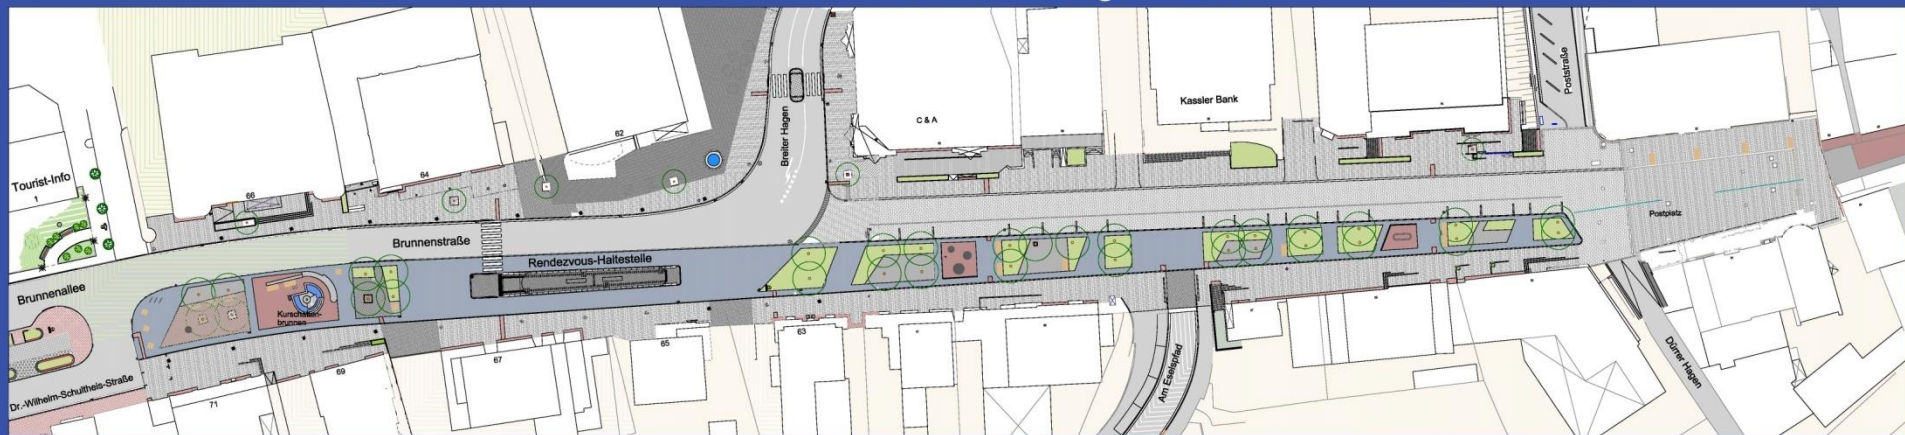 Tourist-Info
1
66
64
62
Breiter Hagen
C & A
Kassler Bank
Poststraße
Postplatz
Brunnenstraße
Rendezvous-Haltestelle
Brunnenallee
Kurschatten-
brunnen
Dr.-Wilhelm-Schultheis-Straße
71
69
67
65
63
Am Eselspfad
Dürrer Hagen